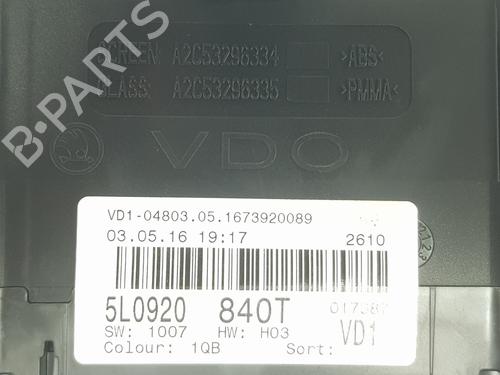 SCREEN: A2C53296334 >ABS<
GLASS: A2C53296335 >PMMA<
VDO
VD1-04803.05.1673920089
03.05.16 19:17 2610
5L0920 840T 017387
SW: 1007 HW: H03 VD1
Colour: 1QB Sort:
B-PARTS